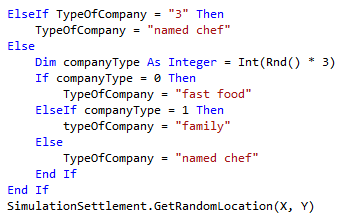 ElseIf TypeOfCompany = "3" Then
    TypeOfCompany = "named chef"
Else
    Dim companyType As Integer = Int(Rnd() * 3)
    If companyType = 0 Then
        TypeOfCompany = "fast food"
    ElseIf companyType = 1 Then
        typeOfCompany = "family"
    Else
        TypeOfCompany = "named chef"
    End If
End If
SimulationSettlement.GetRandomLocation(X, Y)